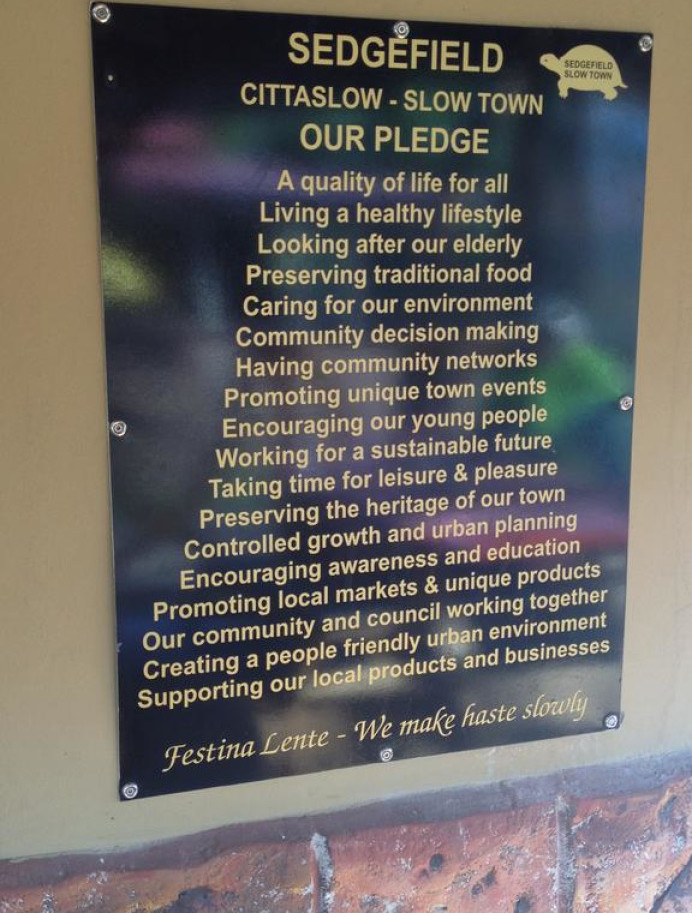 SEDGEFIELD
SEDGEFIELD
SLOW TOWN
CITTASLOW - SLOW TOWN
OUR PLEDGE
A quality of life for all
Living a healthy lifestyle
Looking after our elderly
Preserving traditional food
Caring for our environment
Community decision making
Having community networks
Promoting unique town events
Encouraging our young people
Working for a sustainable future
Taking time for leisure & pleasure
Preserving the heritage of our town
Controlled growth and urban planning
Encouraging awareness and education
Promoting local markets & unique products
Our community and council working together
Creating a people friendly urban environment
Supporting our local products and businesses
Festina Lente - We make haste slowly